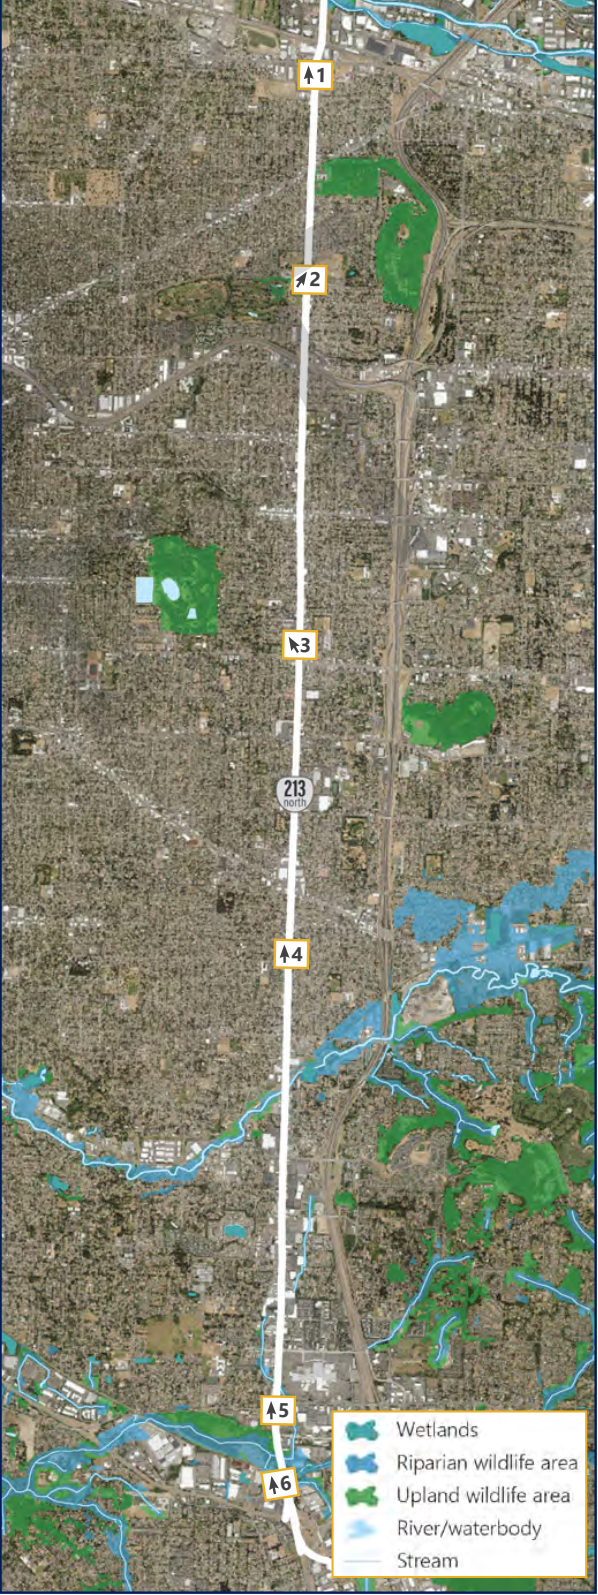 1
2
3
213
north
4
5
6
Wetlands
Riparian wildlife area
Upland wildlife area
River/waterbody
Stream